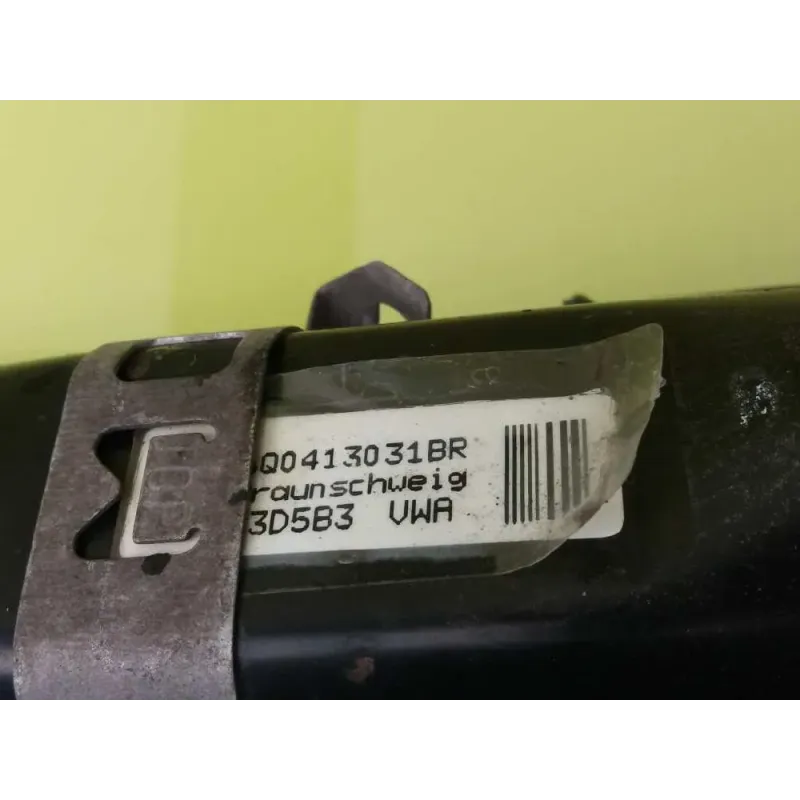 Q0413031BR
raunschweig
3D5B3 VWA